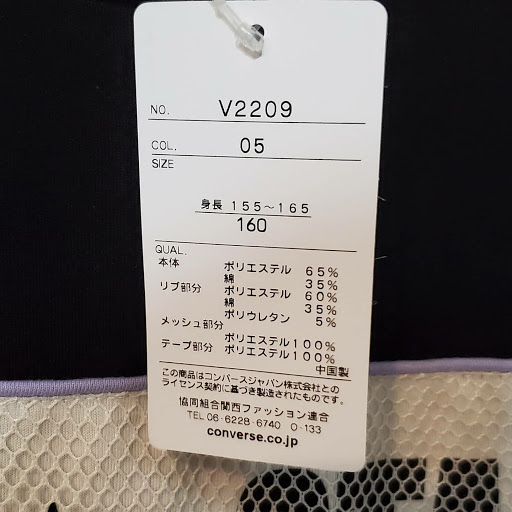 NO. V2209
COL. 05
SIZE
身長 155~165
160
QUAL.
本体 ポリエステル 65%
綿 35%
リブ部分 ポリエステル 60%
綿 35%
ポリウレタン 5%
メッシュ部分
ポリエステル100%
テープ部分 ポリエステル100%
中国製
この商品はコンバースジャパン株式会社との
ライセンス契約に基づき製造されたものです。
協同組合関西ファッション連合
TEL 06-6228-6740 O-133
converse.co.jp